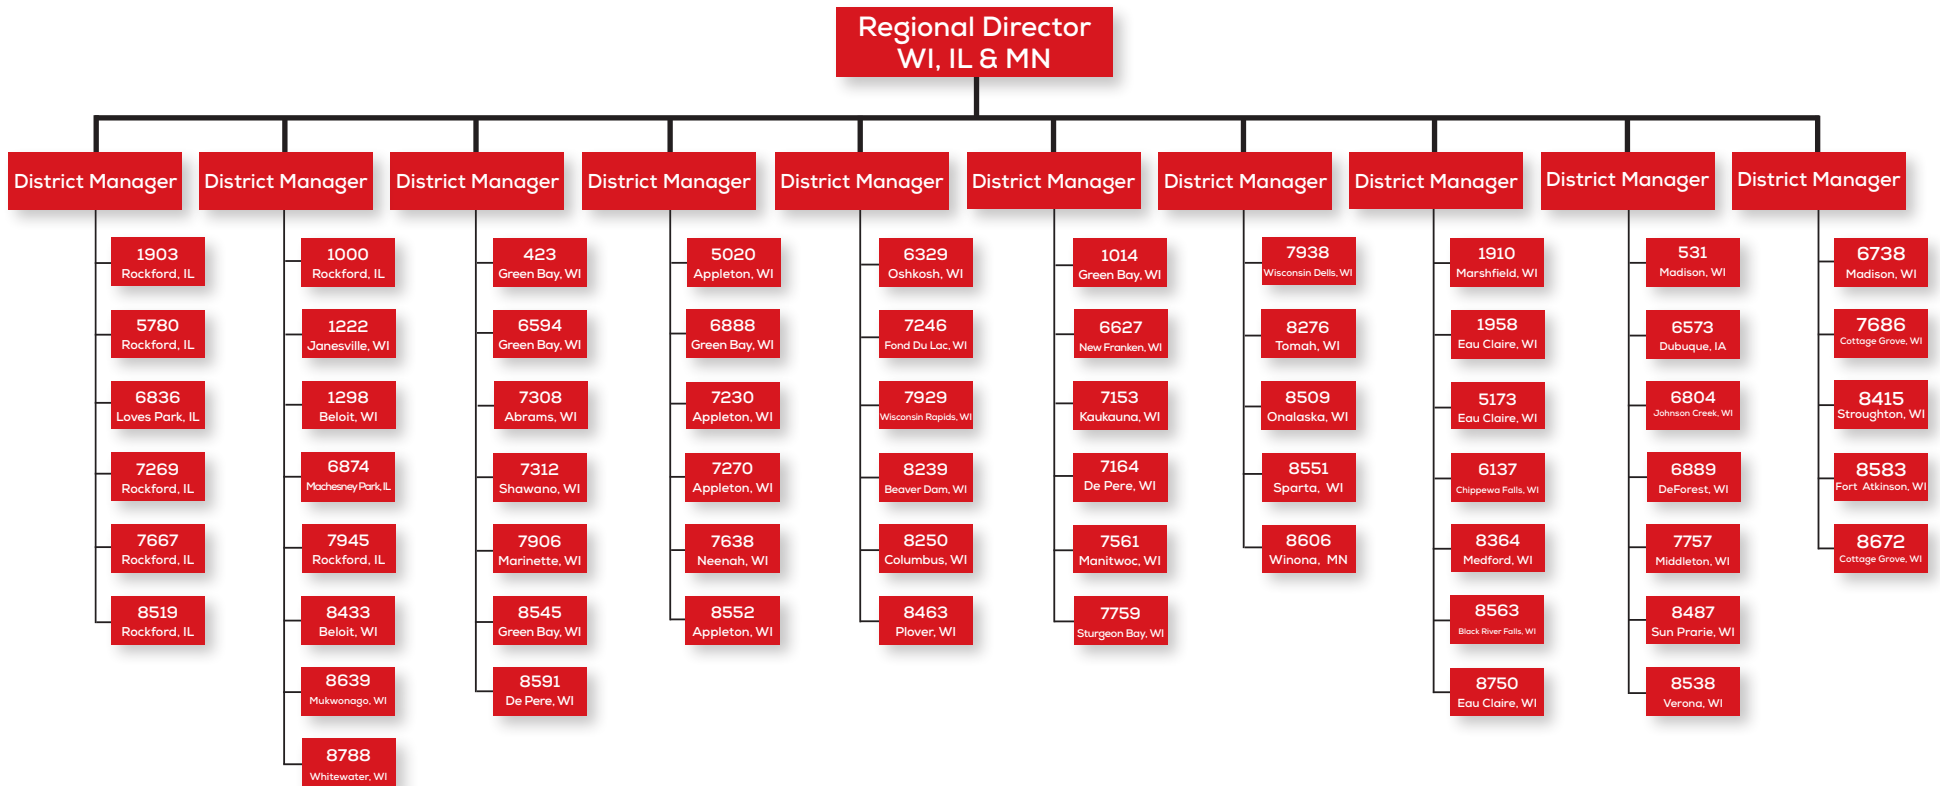 Regional Director
WI, IL & MN
District Manager
1903
Rockford, IL
5780
Rockford, IL
6836
Loves Park, IL
7269
Rockford, IL
7667
Rockford, IL
8519
Rockford, IL
District Manager
1000
Rockford, IL
1222
Janesville, WI
1298
Beloit, WI
6874
Machesney Park, IL
7945
Rockford, IL
8433
Beloit, WI
8639
Mukwonago, WI
8788
Whitewater, WI
District Manager
423
Green Bay, WI
6594
Green Bay, WI
7308
Abrams, WI
7312
Shawano, WI
7906
Marinette, WI
8545
Green Bay, WI
8591
De Pere, WI
District Manager
5020
Appleton, WI
6888
Green Bay, WI
7230
Appleton, WI
7270
Appleton, WI
7638
Neenah, WI
8552
Appleton, WI
District Manager
6329
Oshkosh, WI
7246
Fond Du Lac, WI
7929
Wisconsin Rapids, WI
8239
Beaver Dam, WI
8250
Columbus, WI
8463
Plover, WI
District Manager
1014
Green Bay, WI
6627
New Franken, WI
7153
Kaukauna, WI
7164
De Pere, WI
7561
Manitwoc, WI
7759
Sturgeon Bay, WI
District Manager
7938
Wisconsin Dells, WI
8276
Tomah, WI
8509
Onalaska, WI
8551
Sparta, WI
8606
Winona, MN
District Manager
1910
Marshfield, WI
1958
Eau Claire, WI
5173
Eau Claire, WI
6137
Chippewa Falls, WI
8364
Medford, WI
8563
Black River Falls, WI
8750
Eau Claire, WI
District Manager
531
Madison, WI
6573
Dubuque, IA
6804
Johnson Creek, WI
6889
DeForest, WI
7757
Middleton, WI
8487
Sun Prarie, WI
8538
Verona, WI
District Manager
6738
Madison, WI
7686
Cottage Grove, WI
8415
Stroughton, WI
8583
Fort Atkinson, WI
8672
Cottage Grove, WI